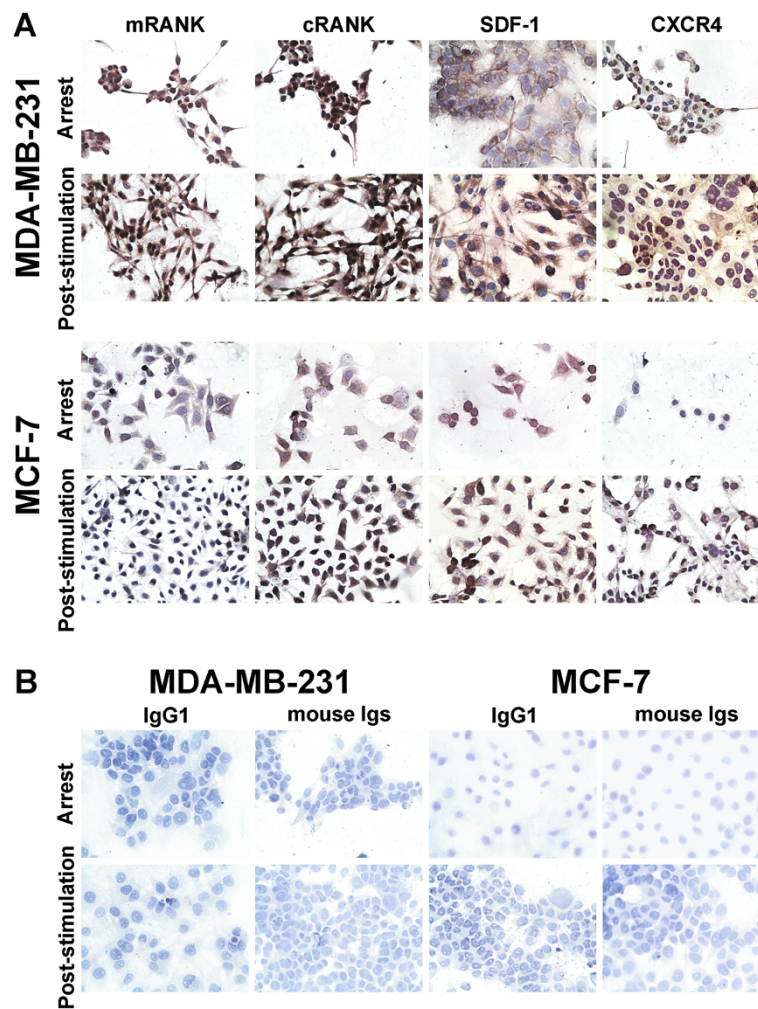 A
mRANK cRANK SDF-1 CXCR4
MDA-MB-231
Arrest
Post-stimulation
MCF-7
Arrest
Post-stimulation
B
MDA-MB-231 MCF-7
IgG1 mouse Igs IgG1 mouse Igs
Arrest
Post-stimulation